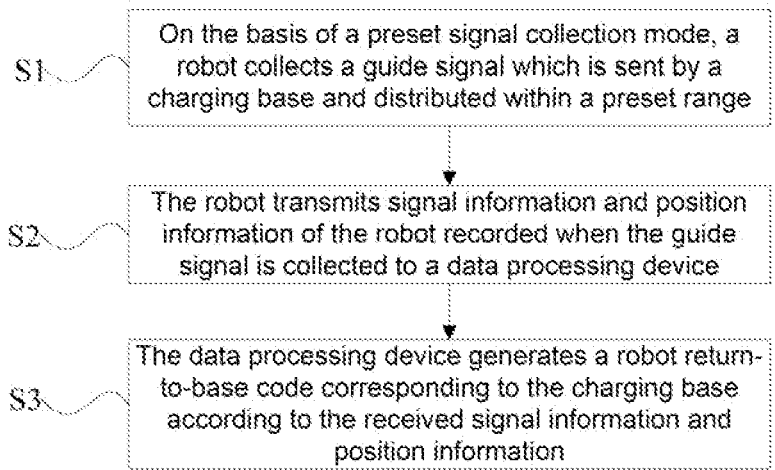 S1
On the basis of a preset signal collection mode, a
robot collects a guide signal which is sent by a
charging base and distributed within a preset range
S2
The robot transmits signal information and position
information of the robot recorded when the guide
signal is collected to a data processing device
S3
The data processing device generates a robot return-
to-base code corresponding to the charging base
according to the received signal information and
position information